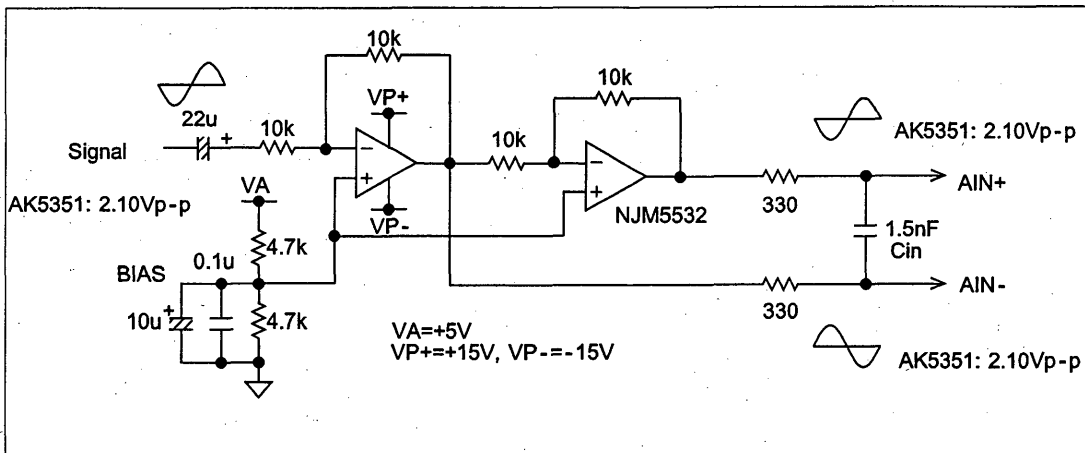 10k
10k
22u
+
10k
VP+
10k
AK5351: 2.10Vp-p
Signal
−
−
+
+
AIN+
VA
AK5351: 2.10Vp-p
VP-
NJM5532
330
4.7k
1.5nF
Cin
BIAS
0.1u
AIN-
+
10u
4.7k
330
VA=+5V
VP+=+15V, VP-=-15V
AK5351: 2.10Vp-p